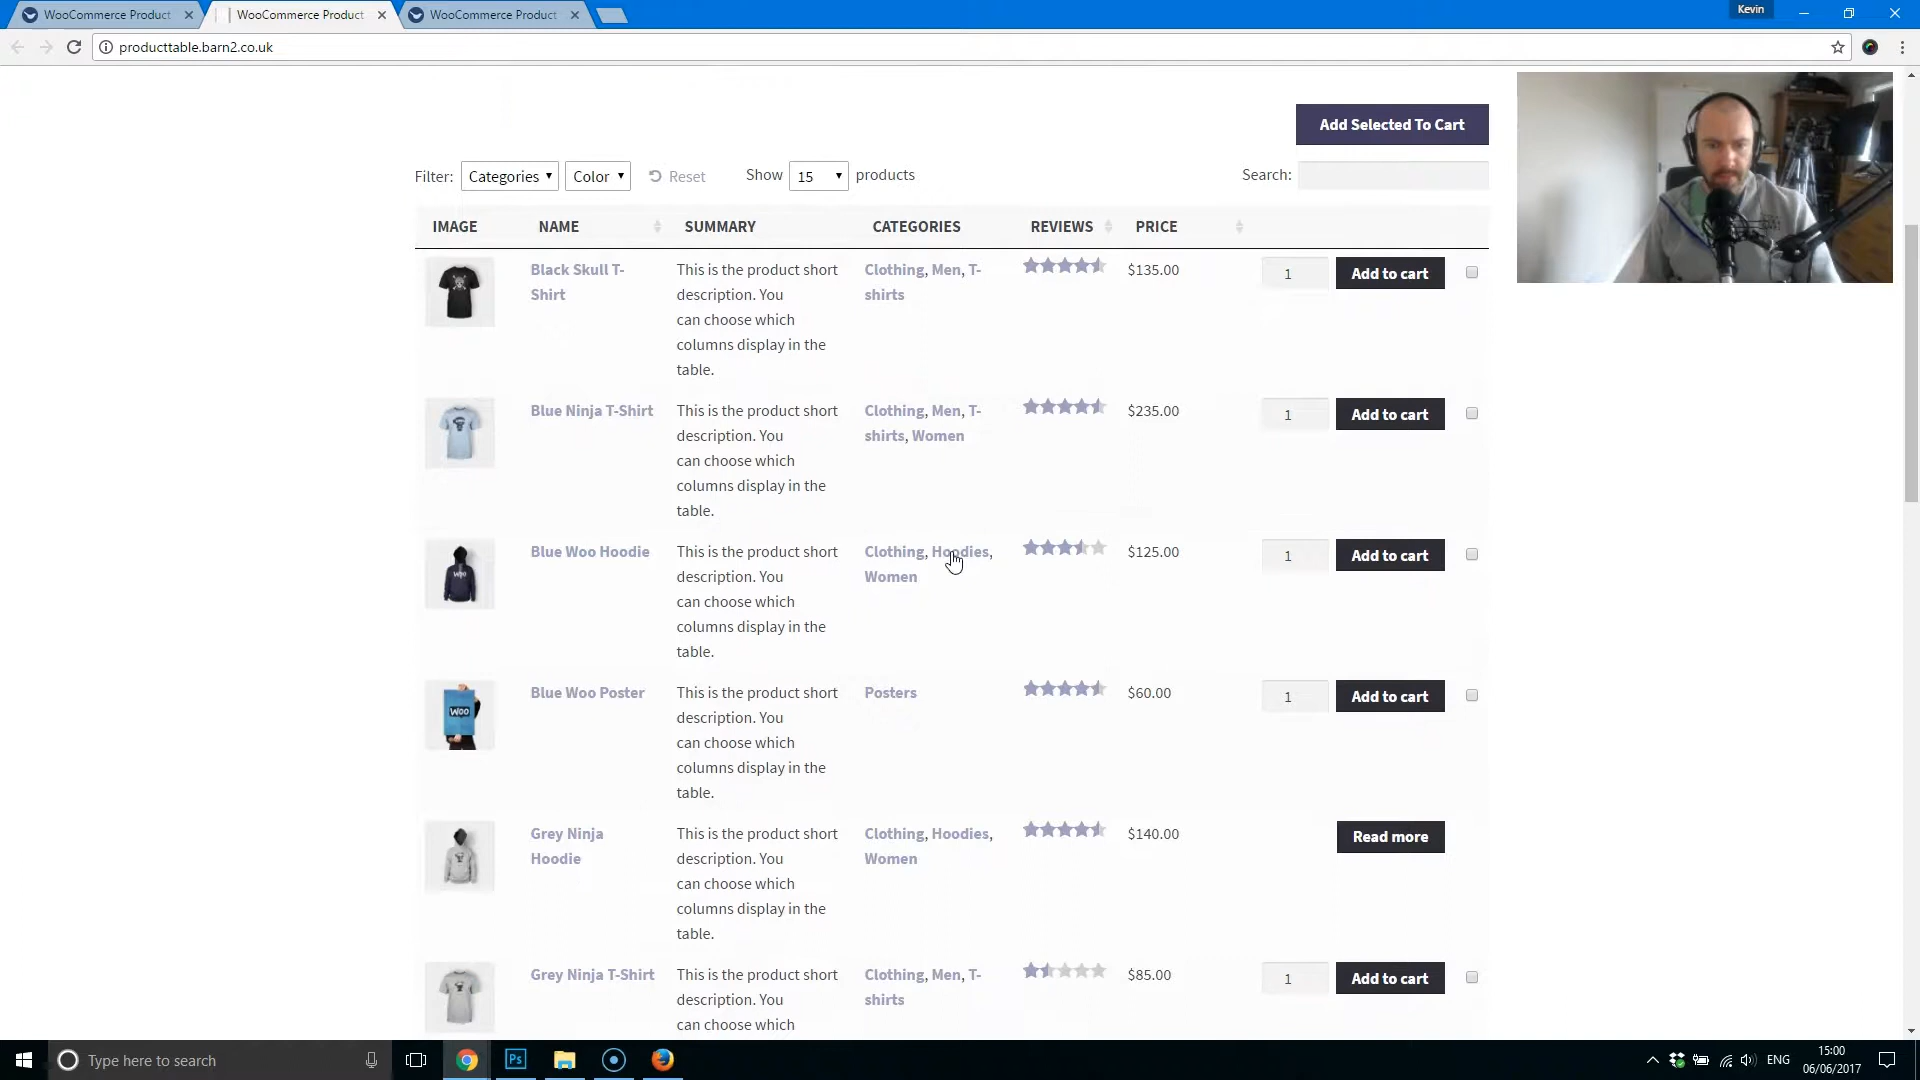 WooCommerce Product
WooCommerce Product
WooCommerce Product
Kevin
producttable.barn2.co.uk
Add Selected To Cart
Filter: Categories Color Reset Show 15 products Search:
IMAGE NAME SUMMARY CATEGORIES REVIEWS PRICE
Black Skull T-
Shirt
This is the product short
description. You
can choose which
columns display in the
table.
Clothing, Men, T-
shirts
$135.00
1
Add to cart
Blue Ninja T-Shirt
This is the product short
description. You
can choose which
columns display in the
table.
Clothing, Men, T-
shirts, Women
$235.00
1
Add to cart
WOO
Blue Woo Hoodie
This is the product short
description. You
can choose which
columns display in the
table.
Clothing, Hoodies,
Women
$125.00
1
Add to cart
WOO
Blue Woo Poster
This is the product short
description. You
can choose which
columns display in the
table.
Posters
$60.00
1
Add to cart
Grey Ninja
Hoodie
This is the product short
description. You
can choose which
columns display in the
table.
Clothing, Hoodies,
Women
$140.00
Read more
Grey Ninja T-Shirt
This is the product short
description. You
can choose which
Clothing, Men, T-
shirts
$85.00
1
Add to cart
Type here to search
Ps
ENG
15:00
06/06/2017